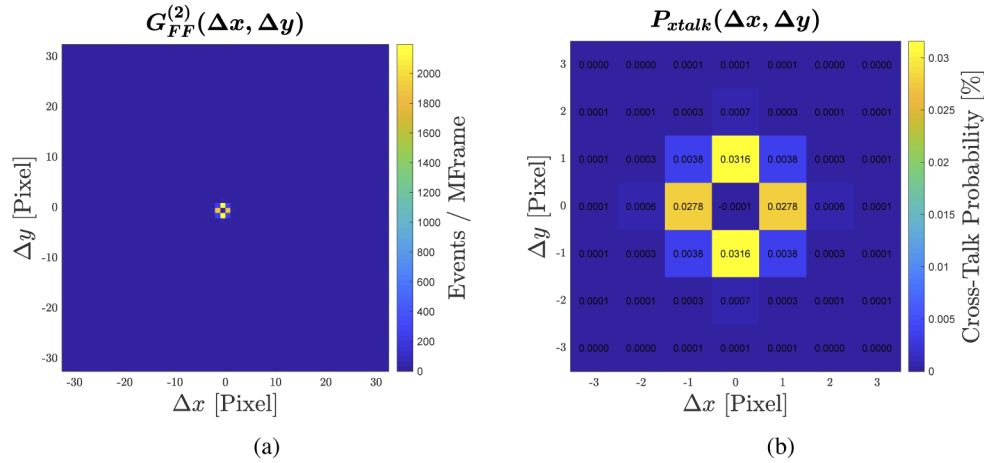 G_{FF}^{(2)}(Δx, Δy)
30
20
10
0
-10
-20
-30
Δy [Pixel]
-30 -20 -10 0 10 20 30
Δx [Pixel]
2000
1800
1600
1400
1200
1000
800
600
400
200
0
Events / MFrame
(a)
P_{xtalk}(Δx, Δy)
3 0.0000 0.0000 0.0001 0.0001 0.0001 0.0000 0.0000
2 0.0001 0.0001 0.0003 0.0007 0.0003 0.0001 0.0001
1 0.0001 0.0003 0.0038 0.0316 0.0038 0.0003 0.0001
0 0.0001 0.0006 0.0278 -0.0001 0.0278 0.0006 0.0001
-1 0.0001 0.0003 0.0038 0.0316 0.0038 0.0003 0.0001
-2 0.0001 0.0001 0.0003 0.0007 0.0003 0.0001 0.0001
-3 0.0000 0.0000 0.0001 0.0001 0.0001 0.0000 0.0000
Δy [Pixel]
-3 -2 -1 0 1 2 3
Δx [Pixel]
0.03
0.025
0.02
0.015
0.01
0.005
0
Cross-Talk Probability [%]
(b)